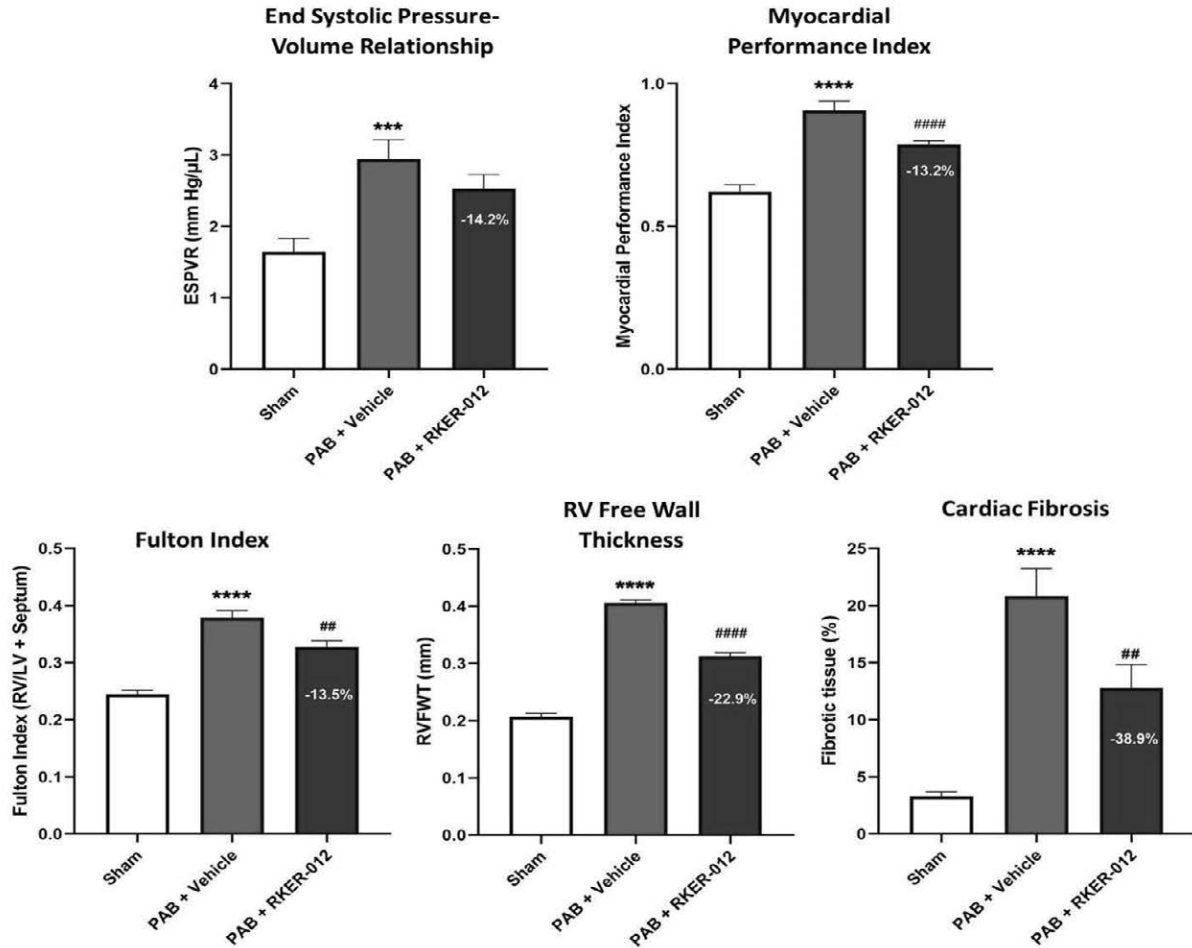 End Systolic Pressure-
Volume Relationship
ESPVR (mm Hg/µL)
4
3
2
1
0
***
-14.2%
Sham
PAB + Vehicle
PAB + RKER-012
Myocardial
Performance Index
Myocardial Performance Index
1.0
0.5
0.0
****
####
-13.2%
Sham
PAB + Vehicle
PAB + RKER-012
Fulton Index
Fulton Index (RV/LV + Septum)
0.5
0.4
0.3
0.2
0.1
0.0
****
##
-13.5%
Sham
PAB + Vehicle
PAB + RKER-012
RV Free Wall
Thickness
RVFWT (mm)
0.5
0.4
0.3
0.2
0.1
0.0
****
####
-22.9%
Sham
PAB + Vehicle
PAB + RKER-012
Cardiac Fibrosis
Fibrotic tissue (%)
25
20
15
10
5
0
****
##
-38.9%
Sham
PAB + Vehicle
PAB + RKER-012